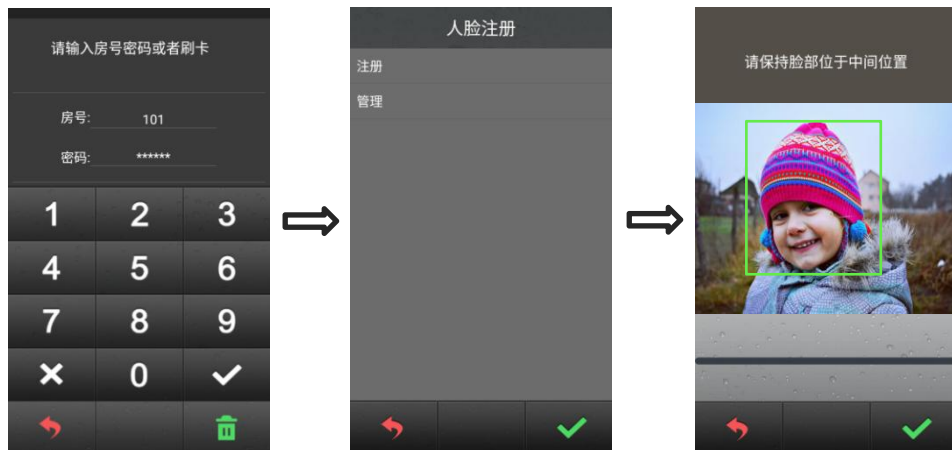 请输入房号密码或者刷卡
房号: 101
密码: ******
1 2 3
4 5 6
7 8 9
0
人脸注册
注册
管理
请保持脸部位于中间位置